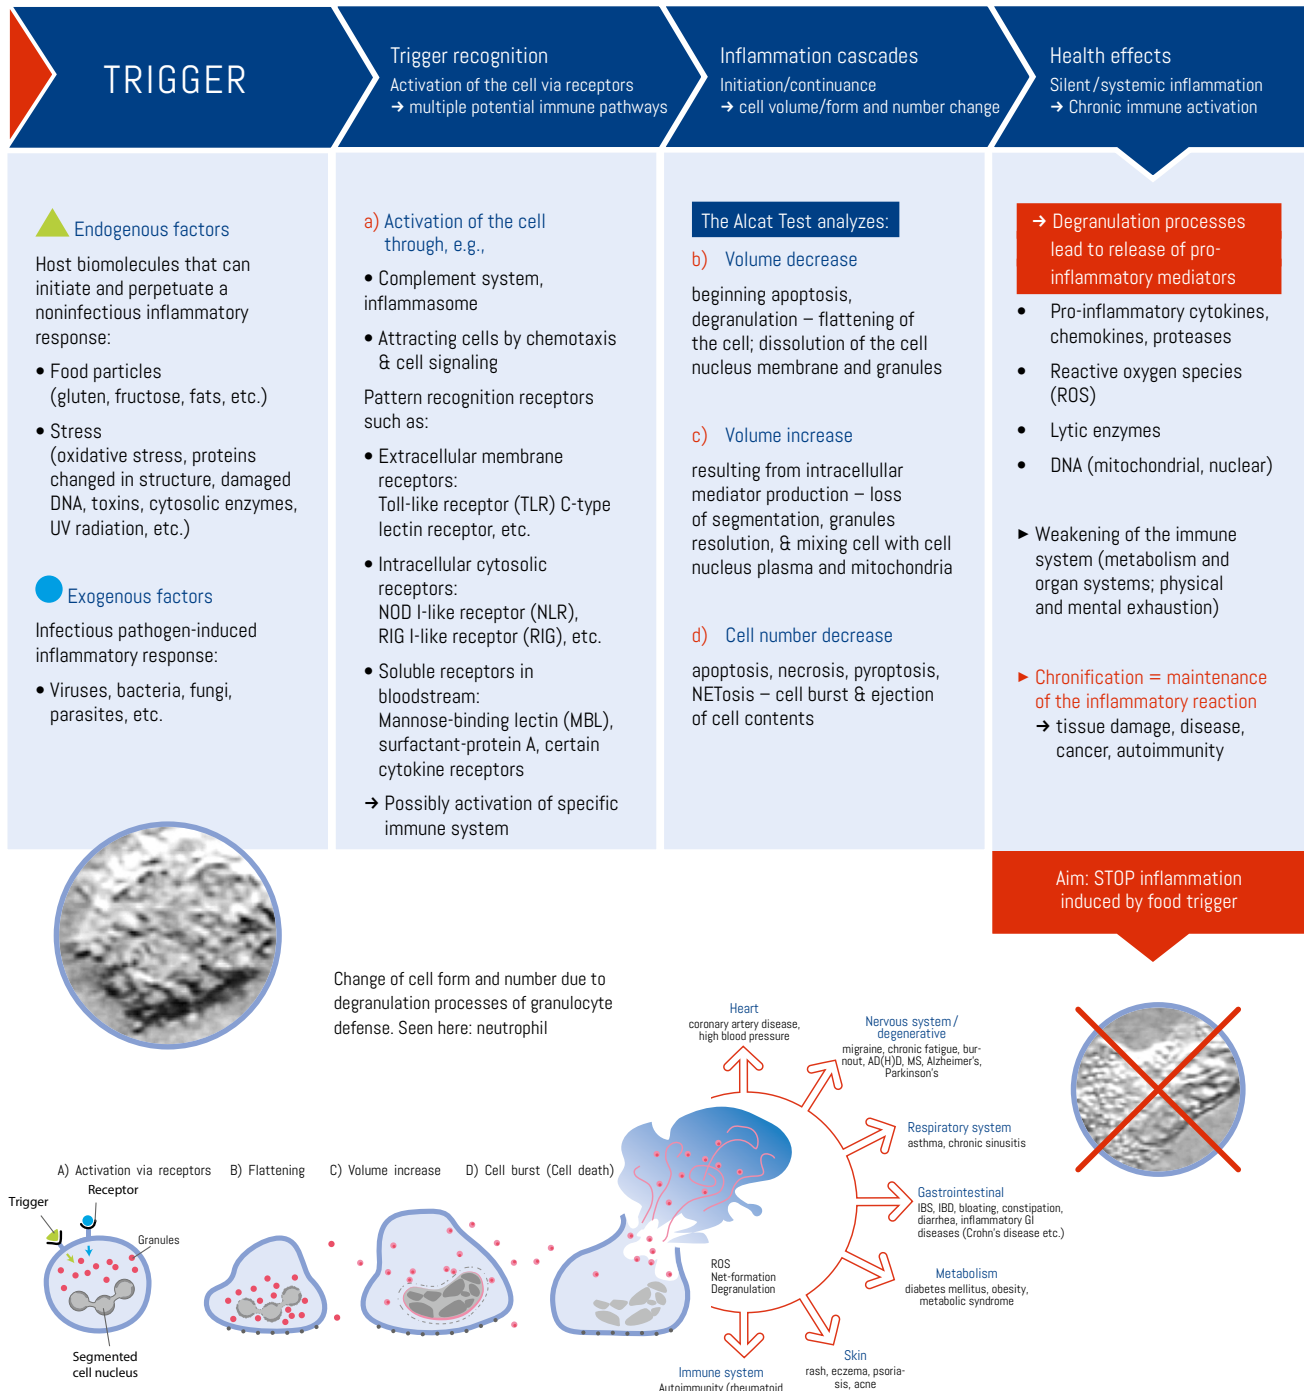 TRIGGER
Trigger recognition
Activation of the cell via receptors
→ multiple potential immune pathways
Inflammation cascades
Initiation/continuance
→ cell volume/form and number change
Health effects
Silent/systemic inflammation
→ Chronic immune activation
Endogenous factors
Host biomolecules that can
initiate and perpetuate a
noninfectious inflammatory
response:
• Food particles
(gluten, fructose, fats, etc.)
• Stress
(oxidative stress, proteins
changed in structure, damaged
DNA, toxins, cytosolic enzymes,
UV radiation, etc.)
Exogenous factors
Infectious pathogen-induced
inflammatory response:
• Viruses, bacteria, fungi,
parasites, etc.
a) Activation of the cell
through, e.g.,
• Complement system,
inflammasome
• Attracting cells by chemotaxis
& cell signaling
Pattern recognition receptors
such as:
• Extracellular membrane
receptors:
Toll-like receptor (TLR) C-type
lectin receptor, etc.
• Intracellular cytosolic
receptors:
NOD I-like receptor (NLR),
RIG I-like receptor (RIG), etc.
• Soluble receptors in
bloodstream:
Mannose-binding lectin (MBL),
surfactant-protein A, certain
cytokine receptors
→ Possibly activation of specific
immune system
The Alcat Test analyzes:
b) Volume decrease
beginning apoptosis,
degranulation – flattening of
the cell; dissolution of the cell
nucleus membrane and granules
c) Volume increase
resulting from intracellullar
mediator production – loss
of segmentation, granules
resolution, & mixing cell with cell
nucleus plasma and mitochondria
d) Cell number decrease
apoptosis, necrosis, pyroptosis,
NETosis – cell burst & ejection
of cell contents
→ Degranulation processes
lead to release of pro-
inflammatory mediators
• Pro-inflammatory cytokines,
chemokines, proteases
• Reactive oxygen species
(ROS)
• Lytic enzymes
• DNA (mitochondrial, nuclear)
► Weakening of the immune
system (metabolism and
organ systems; physical
and mental exhaustion)
► Chronification = maintenance
of the inflammatory reaction
→ tissue damage, disease,
cancer, autoimmunity
Aim: STOP inflammation
induced by food trigger
Change of cell form and number due to
degranulation processes of granulocyte
defense. Seen here: neutrophil
A) Activation via receptors
B) Flattening
C) Volume increase
D) Cell burst (Cell death)
Trigger
Receptor
Granules
Segmented
cell nucleus
ROS
Net-formation
Degranulation
Heart
coronary artery disease,
high blood pressure
Nervous system/
degenerative
migraine, chronic fatigue, bur-
nout, AD(H)D, MS, Alzheimer's,
Parkinson's
Respiratory system
asthma, chronic sinusitis
Gastrointestinal
IBS, IBD, bloating, constipation,
diarrhea, inflammatory GI
diseases (Crohn's disease etc.)
Metabolism
diabetes mellitus, obesity,
metabolic syndrome
Skin
rash, eczema, psoria-
sis, acne
Immune system
Autoimmunity (rheumatoid